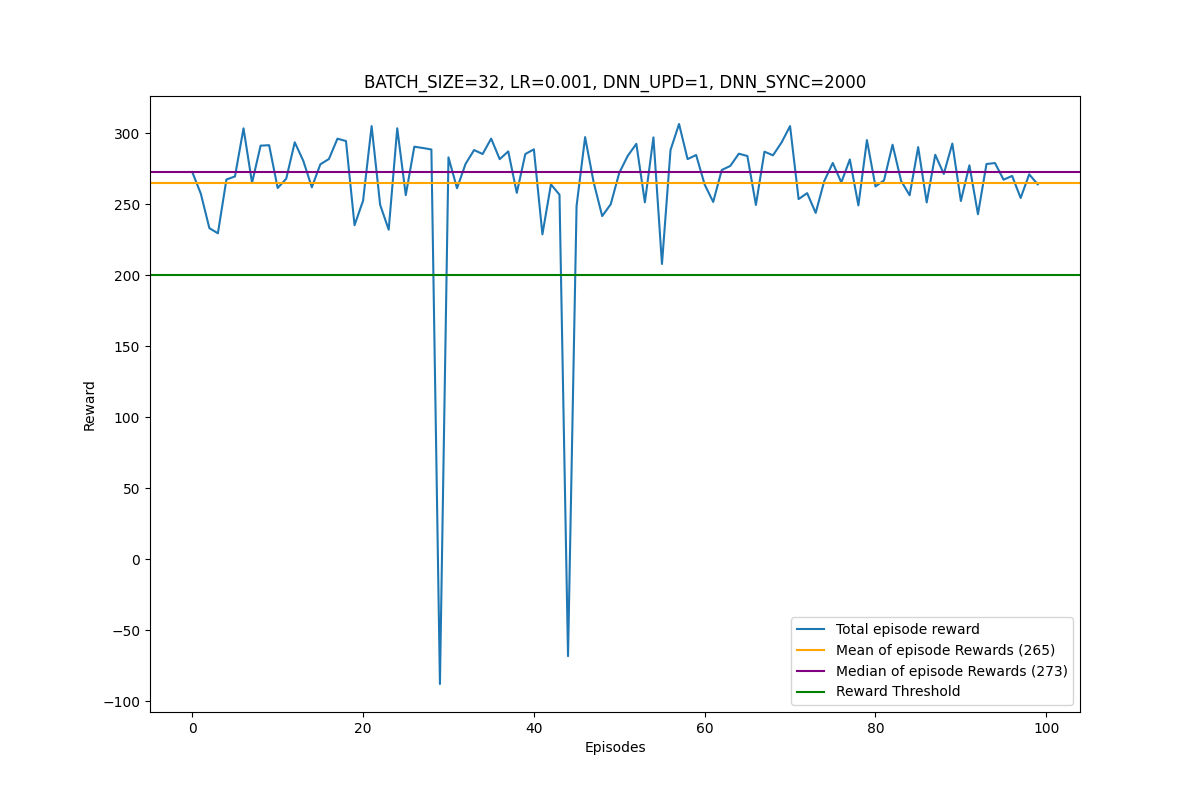 BATCH_SIZE=32, LR=0.001, DNN_UPD=1, DNN_SYNC=2000
300
250
200
150
100
50
0
−50
−100
Reward
0
20
40
60
80
100
Episodes
Total episode reward
Mean of episode Rewards (265)
Median of episode Rewards (273)
Reward Threshold